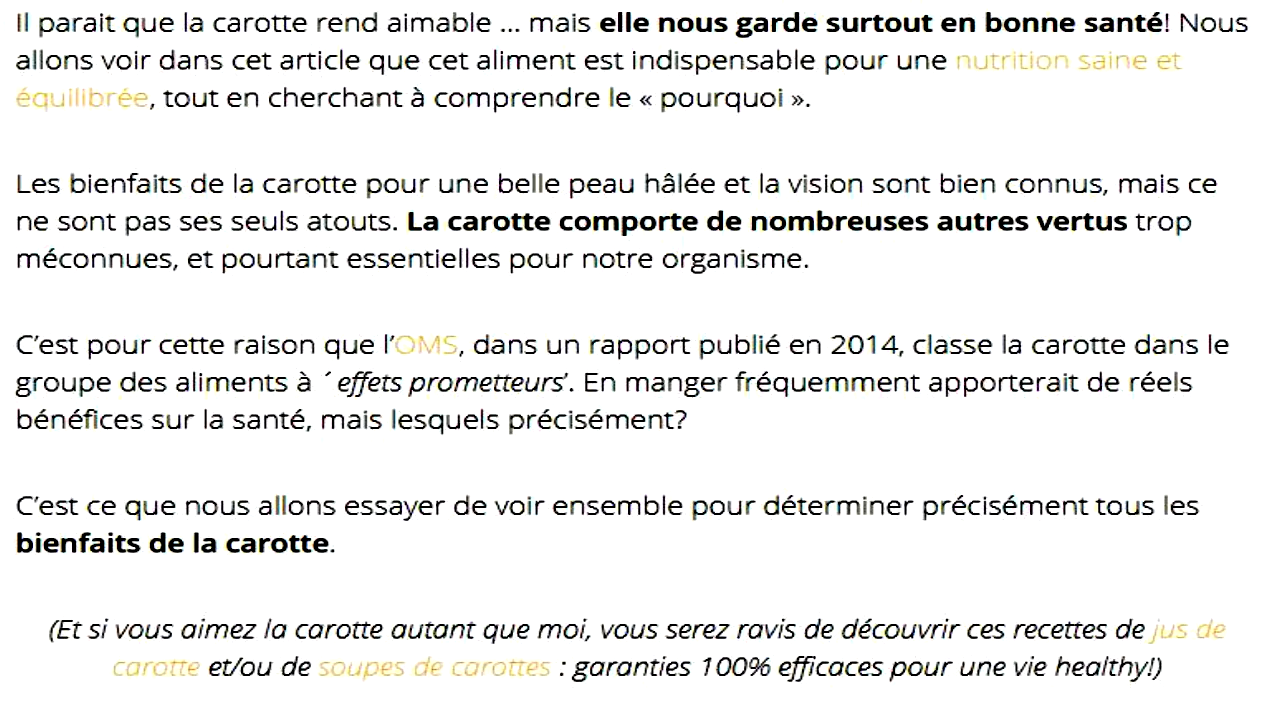 Il parait que la carotte rend aimable ... mais elle nous garde surtout en bonne santé! Nous
allons voir dans cet article que cet aliment est indispensable pour une nutrition saine et
équilibrée, tout en cherchant à comprendre le « pourquoi ».
Les bienfaits de la carotte pour une belle peau hâlée et la vision sont bien connus, mais ce
ne sont pas ses seuls atouts. La carotte comporte de nombreuses autres vertus trop
méconnues, et pourtant essentielles pour notre organisme.
C’est pour cette raison que l’OMS, dans un rapport publié en 2014, classe la carotte dans le
groupe des aliments à ´ effets prometteurs’. En manger fréquemment apporterait de réels
bénéfices sur la santé, mais lesquels précisément?
C’est ce que nous allons essayer de voir ensemble pour déterminer précisément tous les
bienfaits de la carotte.
(Et si vous aimez la carotte autant que moi, vous serez ravis de découvrir ces recettes de jus de
carotte et/ou de soupes de carottes : garanties 100% efficaces pour une vie healthy!)